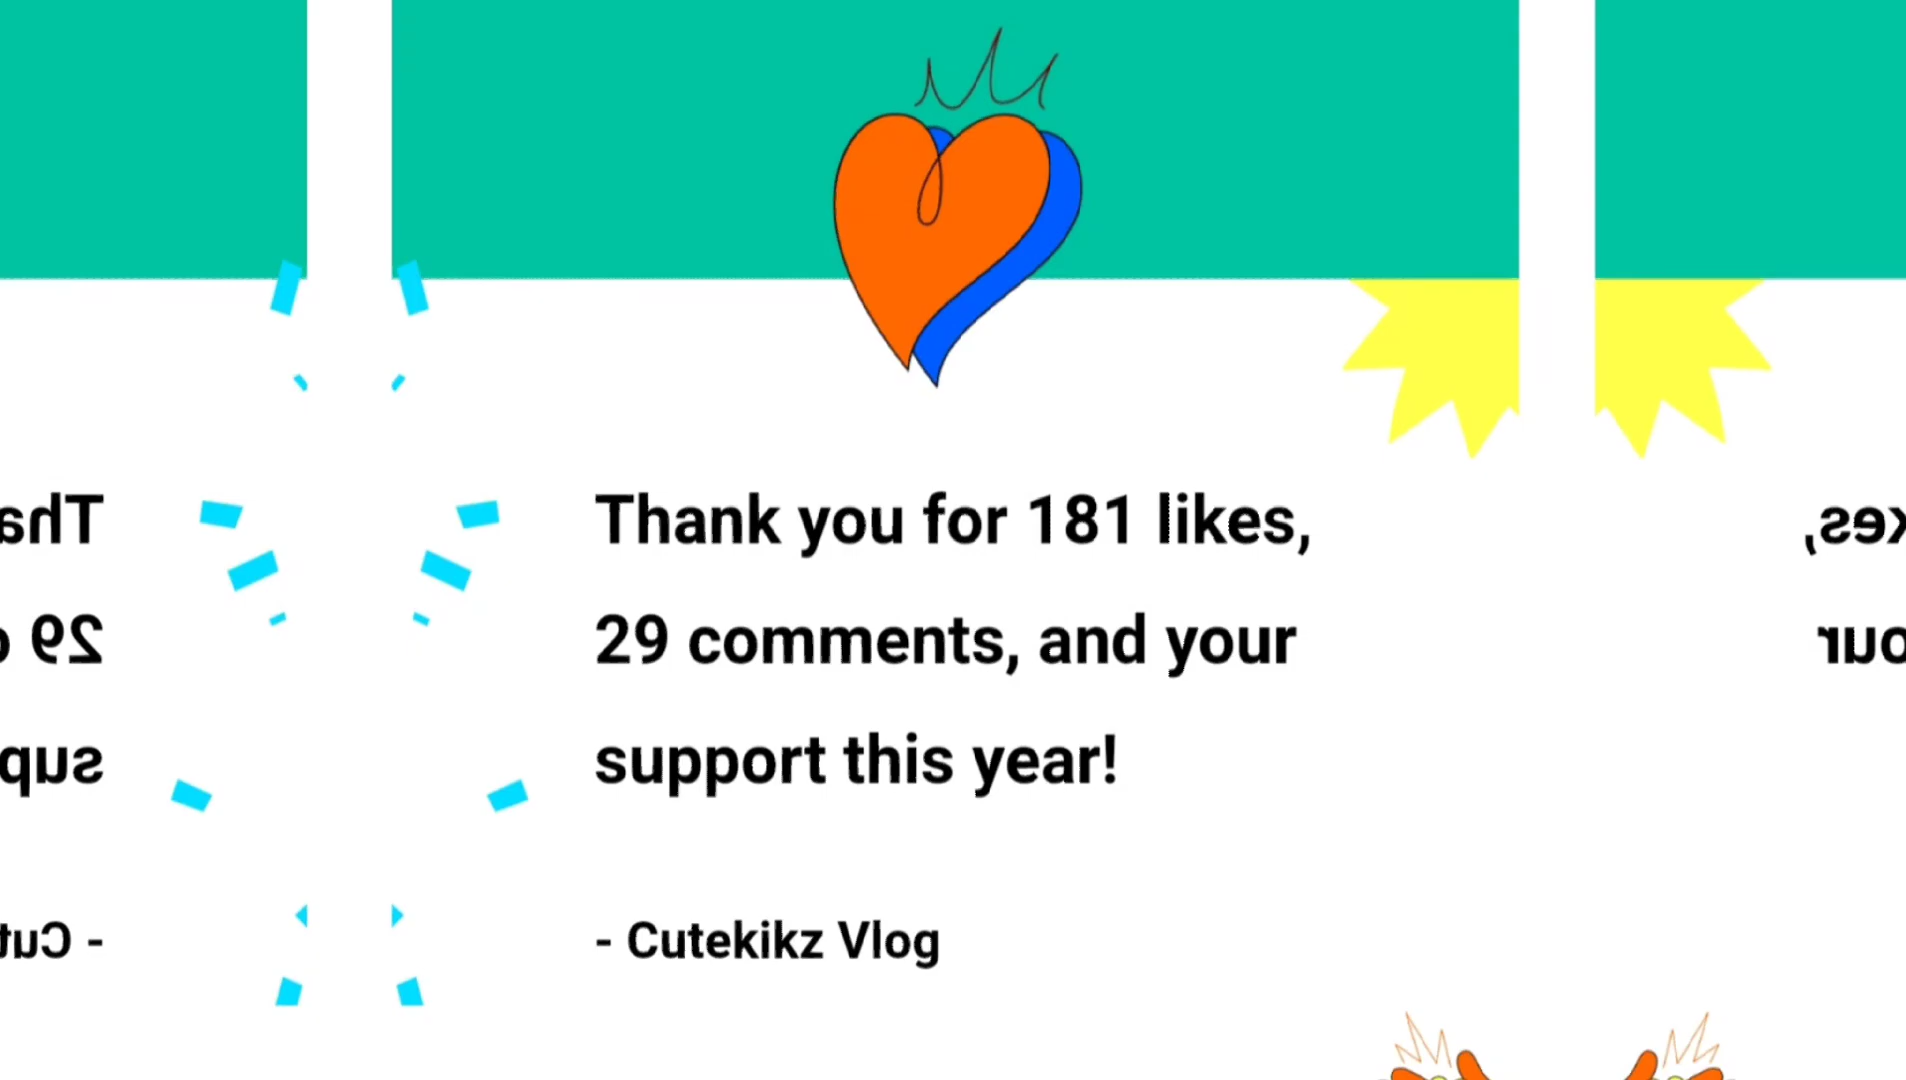 Thank you for 181 likes,
29 comments, and your
support this year!
- Cutekikz Vlog